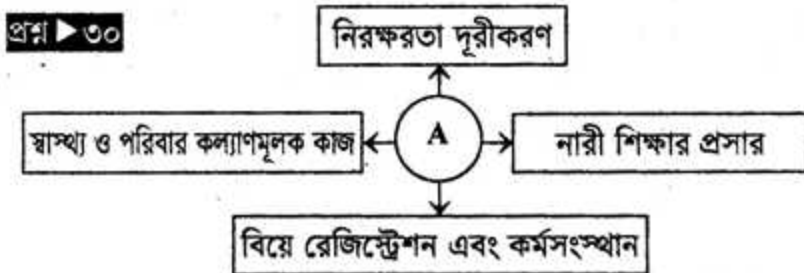 প্রশ্ন ▶ ৩০
নিরক্ষরতা দূরীকরণ
স্বাস্থ্য ও পরিবার কল্যাণমূলক কাজ
A
নারী শিক্ষার প্রসার
বিয়ে রেজিস্ট্রেশন এবং কর্মসংস্থান